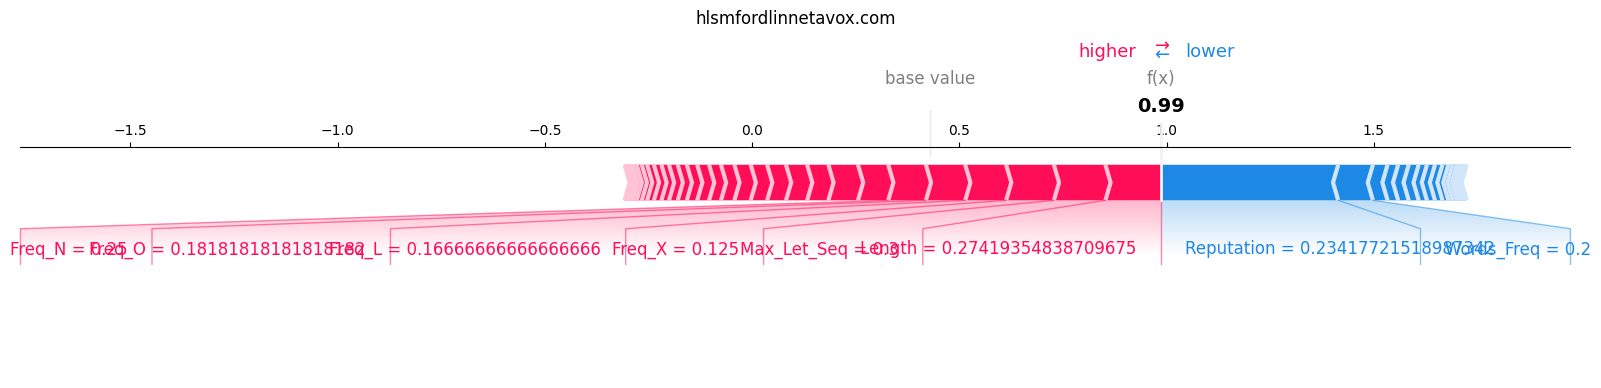 hlsmfordlinnetavox.com
higher ⇄ lower
base value f(x)
0.99
−1.5 −1.0 −0.5 0.0 0.5 1.0 1.5
Freq_N = 0.25 Freq_O = 0.18181818181818182 Freq_L = 0.16666666666666666 Freq_X = 0.125 Max_Let_Seq = 0.3 Length = 0.27419354838709675 Reputation = 0.23417721518987342 Words_Freq = 0.2